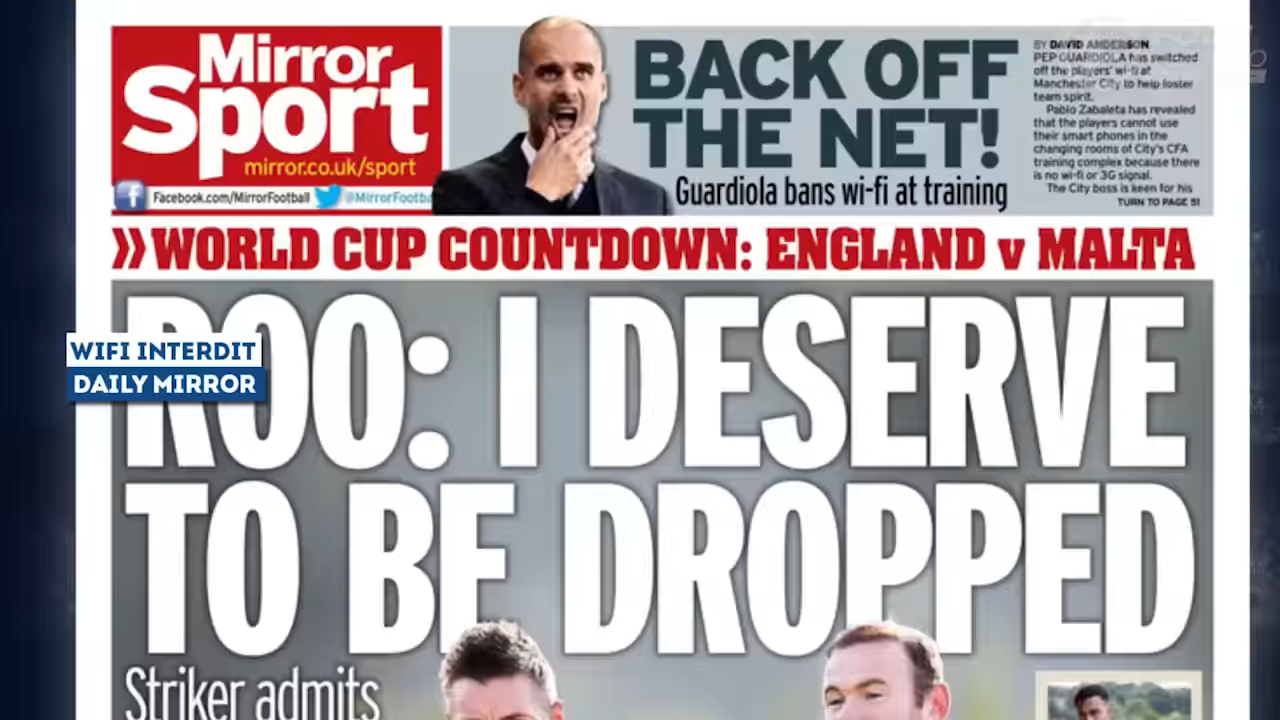 Mirror
Sport
mirror.co.uk/sport
Facebook.com/MirrorFootball
@MirrorFootba
BACK OFF
THE NET!
Guardiola bans wi-fi at training
BY DAVID ANDERSON
PEP GUARDIOLA has switched
off the players' wi-fi at
Manchester City to help foster
team spirit.
Pablo Zabaleta has revealed
that the players cannot use
their smart phones in the
changing rooms of City's CFA
training complex because there
is no wi-fi or 3G signal.
The City boss is keen for his
TURN TO PAGE 51
»WORLD CUP COUNTDOWN: ENGLAND v MALTA
ROO: I DESERVE
TO BE DROPPED
WIFI INTERDIT
DAILY MIRROR
Striker admits